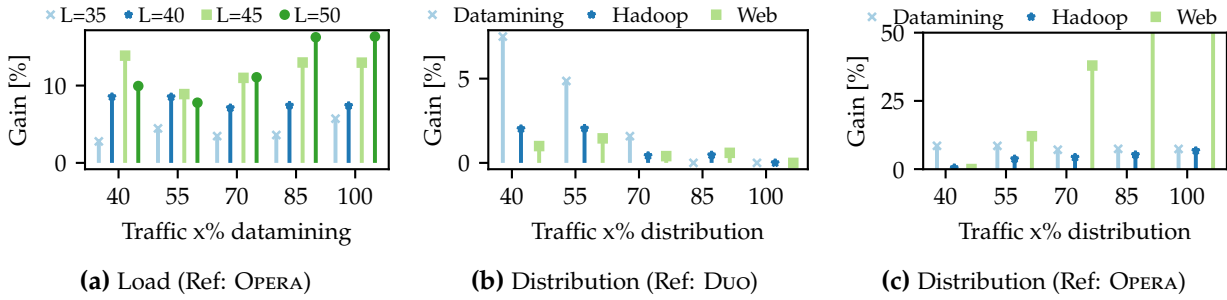 L=35 L=40 L=45 L=50
Gain [%]
10
0
40 55 70 85 100
Traffic x% datamining
(a) Load (Ref: OPERA)
Datamining Hadoop Web
Gain [%]
5
0
40 55 70 85 100
Traffic x% distribution
(b) Distribution (Ref: DUO)
Datamining Hadoop Web
Gain [%]
50
25
0
40 55 70 85 100
Traffic x% distribution
(c) Distribution (Ref: OPERA)